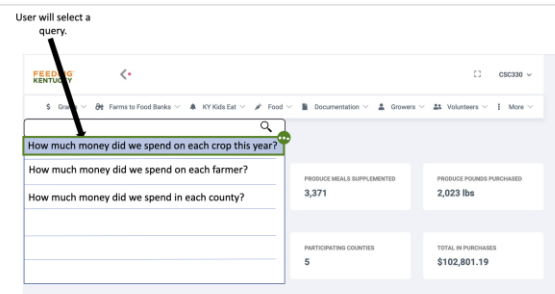 User will select a
query.
FEEDING
KENTUCKY
CSC330
$ Grants Farms to Food Banks KY Kids Eat Food Documentation Growers Volunteers More
How much money did we spend on each crop this year?
How much money did we spend on each farmer?
How much money did we spend in each county?
PRODUCE MEALS SUPPLEMENTED
3,371
PRODUCE POUNDS PURCHASED
2,023 lbs
PARTICIPATING COUNTIES
5
TOTAL IN PURCHASES
$102,801.19